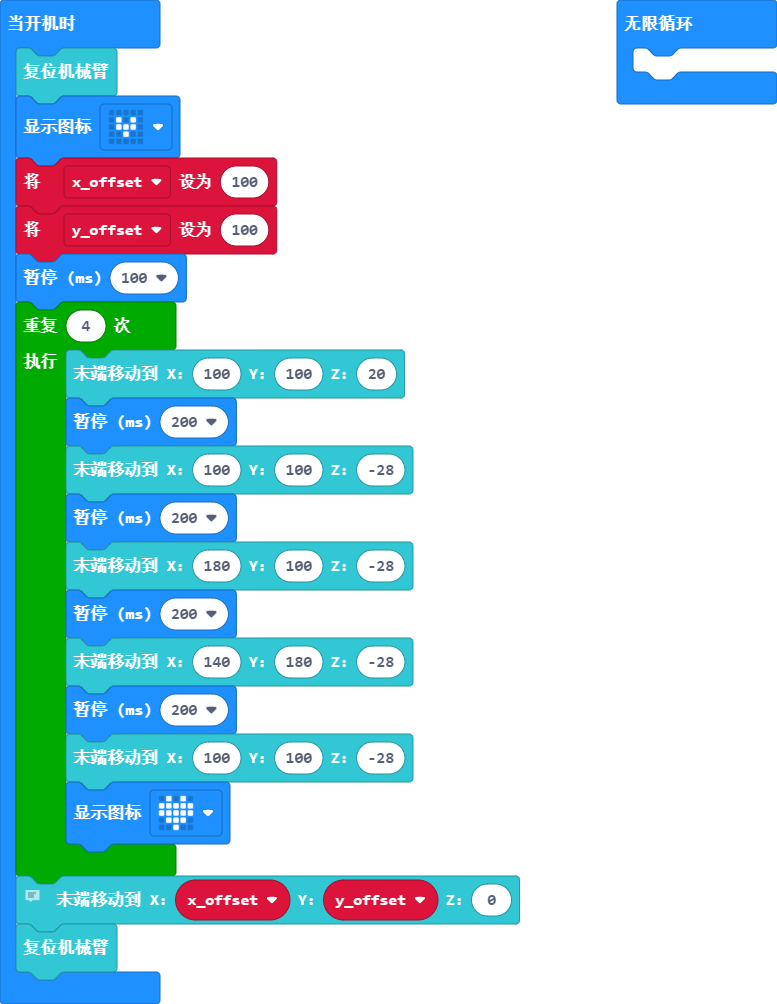 当开机时
无限循环
复位机械臂
显示图标
将 x_offset 设为 100
将 y_offset 设为 100
暂停 (ms) 100
重复 4 次
执行
末端移动到 X: 100 Y: 100 Z: 20
暂停 (ms) 200
末端移动到 X: 100 Y: 100 Z: -28
暂停 (ms) 200
末端移动到 X: 180 Y: 100 Z: -28
暂停 (ms) 200
末端移动到 X: 140 Y: 180 Z: -28
暂停 (ms) 200
末端移动到 X: 100 Y: 100 Z: -28
显示图标
末端移动到 X: x_offset Y: y_offset Z: 0
复位机械臂